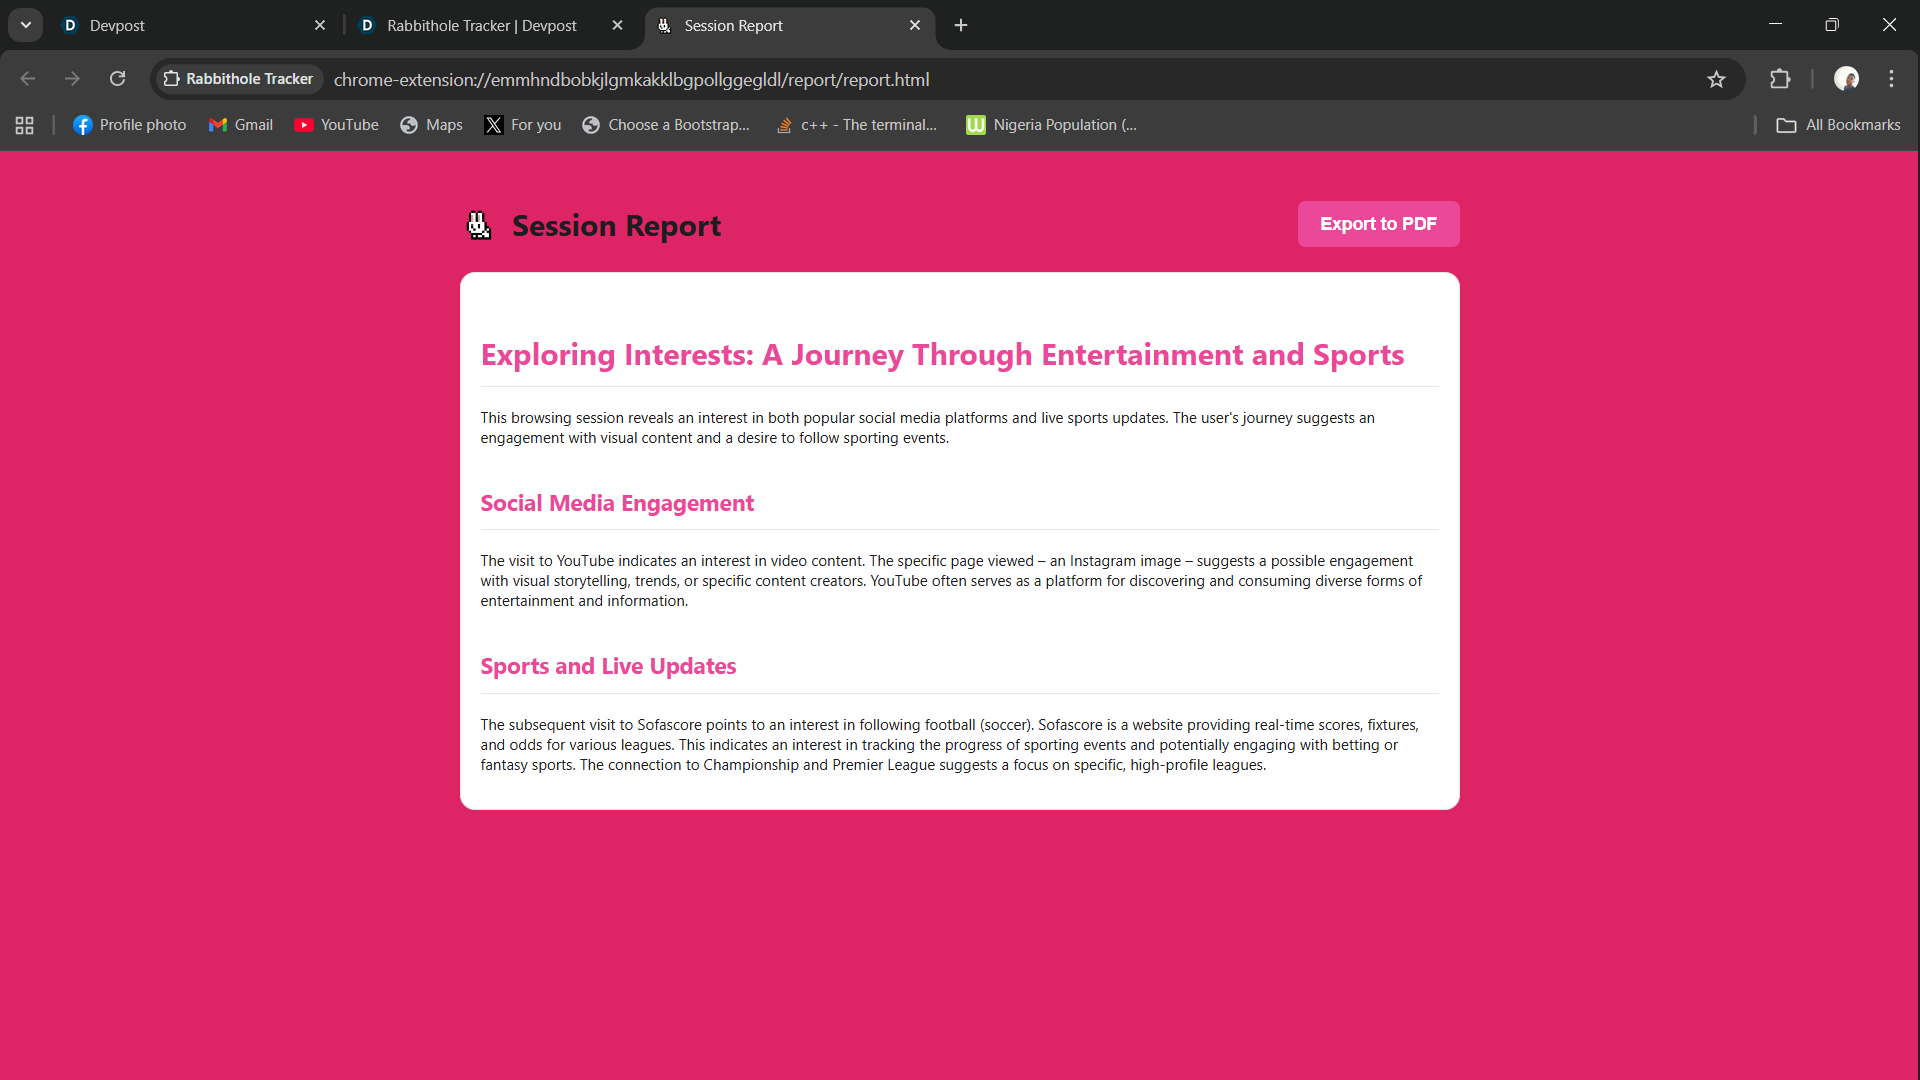 D Devpost
D Rabbithole Tracker | Devpost
Session Report
Rabbithole Tracker
chrome-extension://emmhndbobkjlgmkakklbgpollggegldl/report/report.html
Profile photo
Gmail
YouTube
Maps
X For you
Choose a Bootstrap...
c++ - The terminal...
W Nigeria Population (...
All Bookmarks
Session Report
Export to PDF
Exploring Interests: A Journey Through Entertainment and Sports
This browsing session reveals an interest in both popular social media platforms and live sports updates. The user's journey suggests an
engagement with visual content and a desire to follow sporting events.
Social Media Engagement
The visit to YouTube indicates an interest in video content. The specific page viewed – an Instagram image – suggests a possible engagement
with visual storytelling, trends, or specific content creators. YouTube often serves as a platform for discovering and consuming diverse forms of
entertainment and information.
Sports and Live Updates
The subsequent visit to Sofascore points to an interest in following football (soccer). Sofascore is a website providing real-time scores, fixtures,
and odds for various leagues. This indicates an interest in tracking the progress of sporting events and potentially engaging with betting or
fantasy sports. The connection to Championship and Premier League suggests a focus on specific, high-profile leagues.